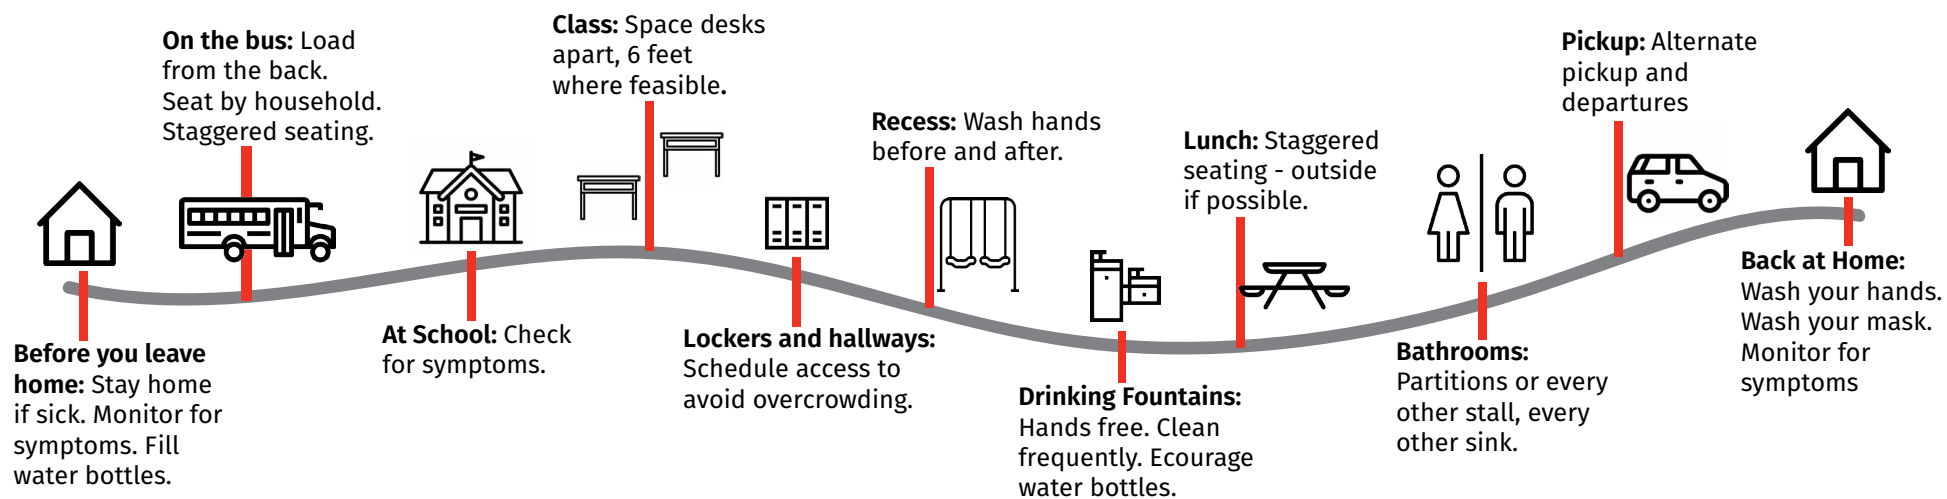 Before you leave
home: Stay home
if sick. Monitor for
symptoms. Fill
water bottles.
On the bus: Load
from the back.
Seat by household.
Staggered seating.
At School: Check
for symptoms.
Class: Space desks
apart, 6 feet
where feasible.
Lockers and hallways:
Schedule access to
avoid overcrowding.
Recess: Wash hands
before and after.
Drinking Fountains:
Hands free. Clean
frequently. Ecourage
water bottles.
Lunch: Staggered
seating - outside
if possible.
Bathrooms:
Partitions or every
other stall, every
other sink.
Pickup: Alternate
pickup and
departures
Back at Home:
Wash your hands.
Wash your mask.
Monitor for
symptoms